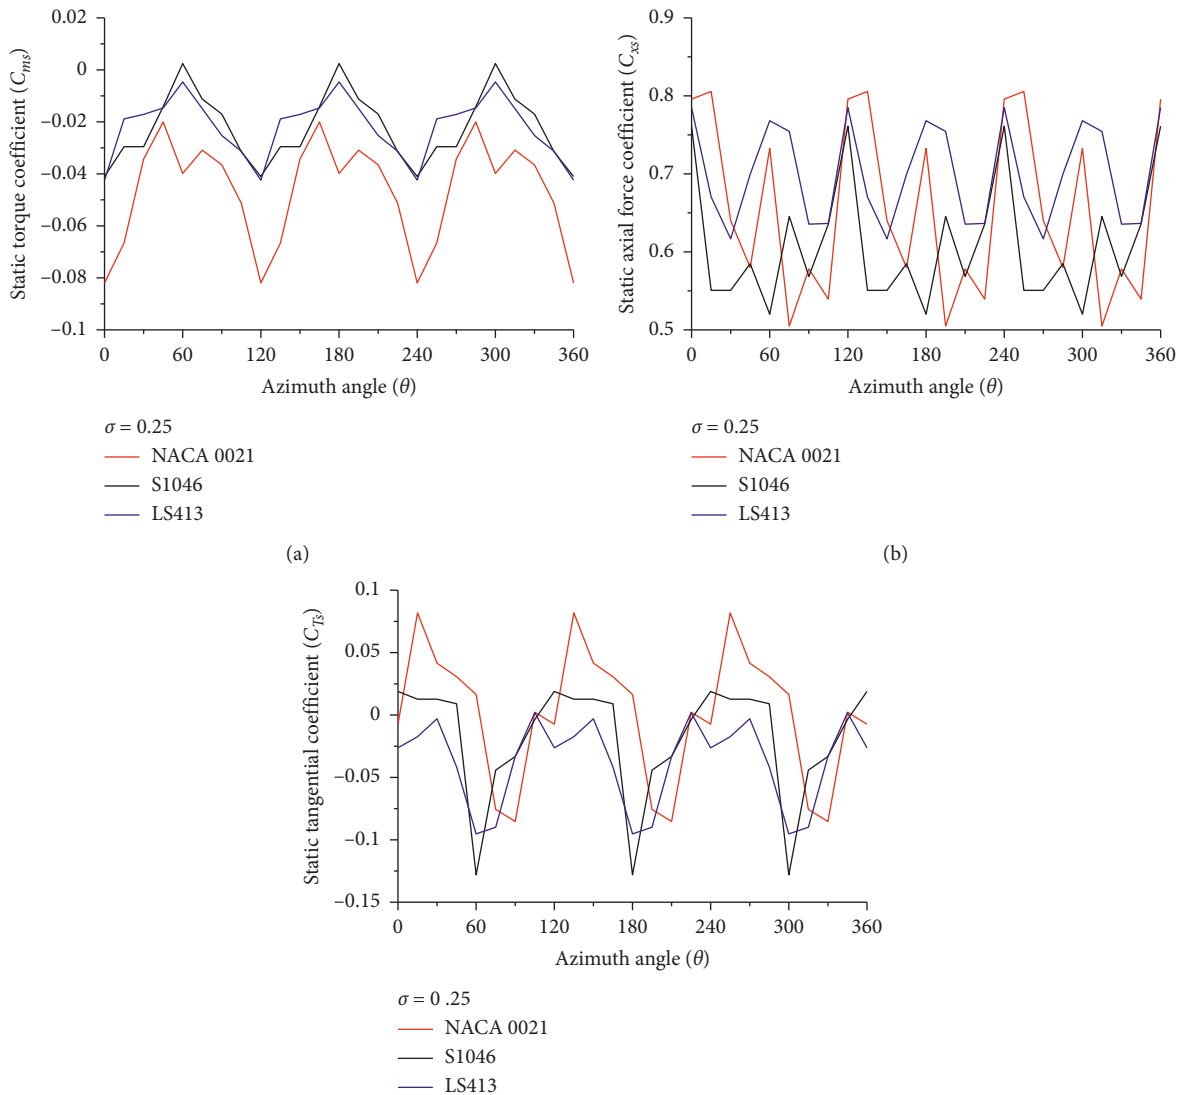 0.02
0
−0.02
−0.04
−0.06
−0.08
−0.1
Static torque coefficient (Cms)
0 60 120 180 240 300 360
Azimuth angle (θ)
σ = 0.25
NACA 0021
S1046
LS413
(a)
0.9
0.8
0.7
0.6
0.5
Static axial force coefficient (Cxs)
0 60 120 180 240 300 360
Azimuth angle (θ)
σ = 0.25
NACA 0021
S1046
LS413
(b)
0.1
0.05
0
−0.05
−0.1
−0.15
Static tangential coefficient (CTs)
0 60 120 180 240 300 360
Azimuth angle (θ)
σ = 0 .25
NACA 0021
S1046
LS413